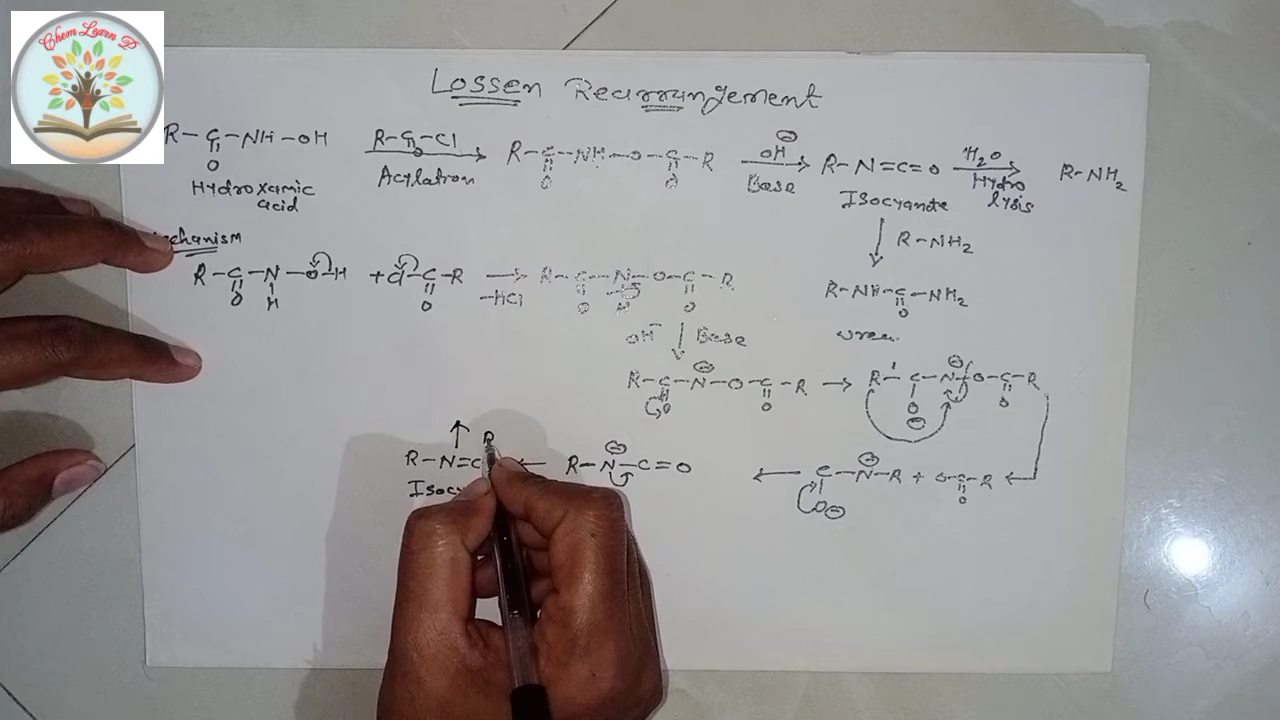 Chem Learn P
Lossen Rearrangement
R-C-NH-OH R-C-Cl R-C-NH-O-C-R OH⊖ R-N=C=O H2O R-NH2
O O O O
Hydroxamic acid Acylation Base Isocyante Hydrolysis
R-NH2
Mechanism
R-C-N-O-H + Cl-C-R → R-C-N-O-C-R R-NH-C-NH2
O H O -HCl O H O O
OH- Base urea
R-C-N-O-C-R → R-C-N-O-C-R
O ⊖ O O ⊖ ⊖ O
R-N=C R ← R-N-C=O ← C-N-R + O-C-R ←
⊖ O⊖ ⊖ O
Isocy